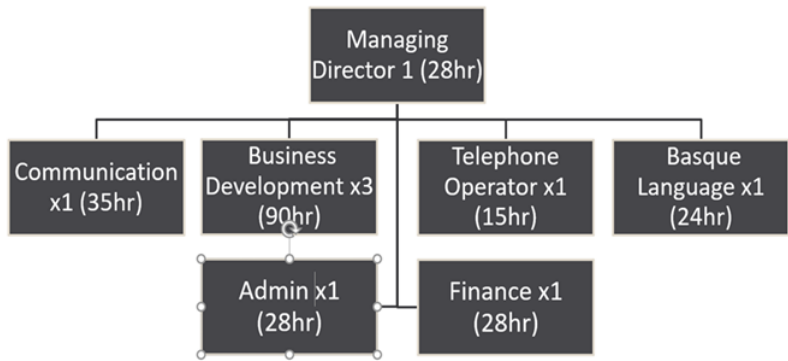 Managing
Director 1 (28hr)
Communication
x1 (35hr)
Business
Development x3
(90hr)
Telephone
Operator x1
(15hr)
Basque
Language x1
(24hr)
Admin x1
(28hr)
Finance x1
(28hr)